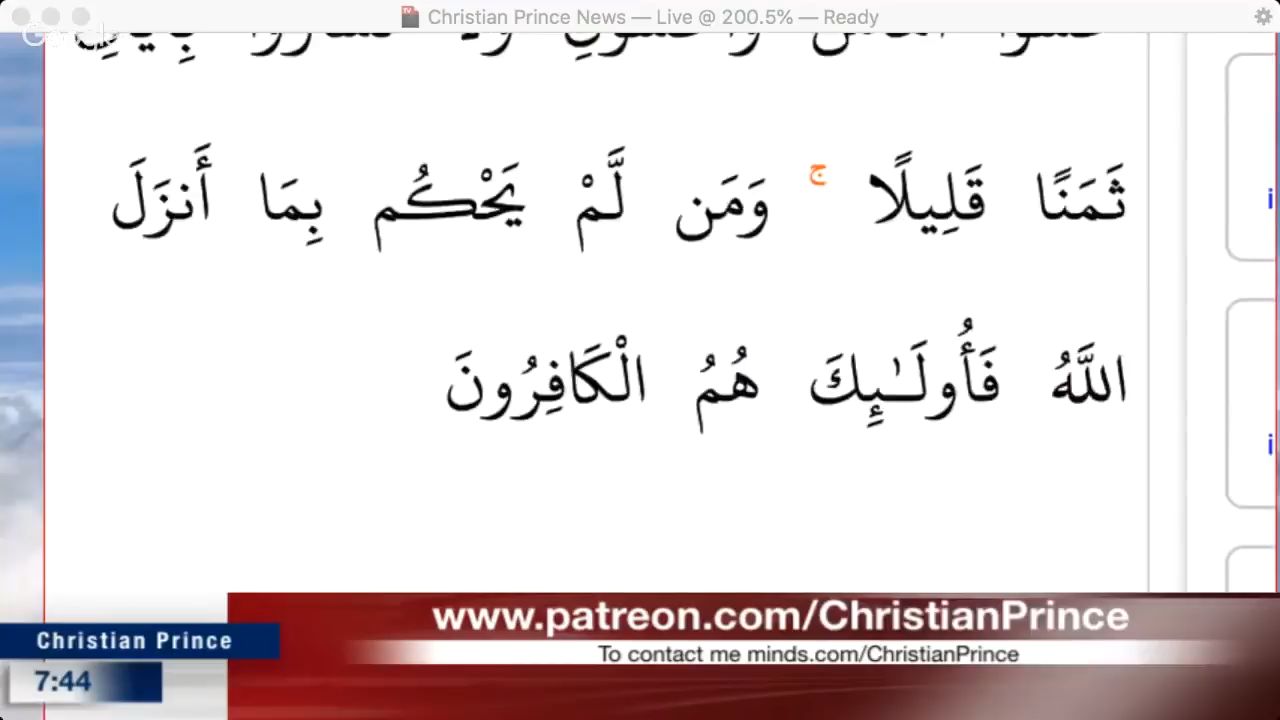 Christian Prince News — Live @ 200.5% — Ready
Google
ثَمَنًا قَلِيلًا ۚ وَمَن لَّمْ يَحْكُم بِمَا أَنزَلَ
اللَّهُ فَأُولَـٰئِكَ هُمُ الْكَافِرُونَ
www.patreon.com/ChristianPrince
Christian Prince
To contact me minds.com/ChristianPrince
7:44